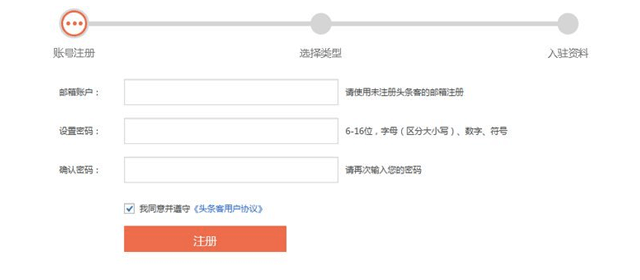 账号注册 选择类型 入驻资料
邮箱账户： 请使用未注册头条客的邮箱注册
设置密码： 6-16位，字母（区分大小写）、数字、符号
确认密码： 请再次输入您的密码
我同意并遵守《头条客用户协议》
注册